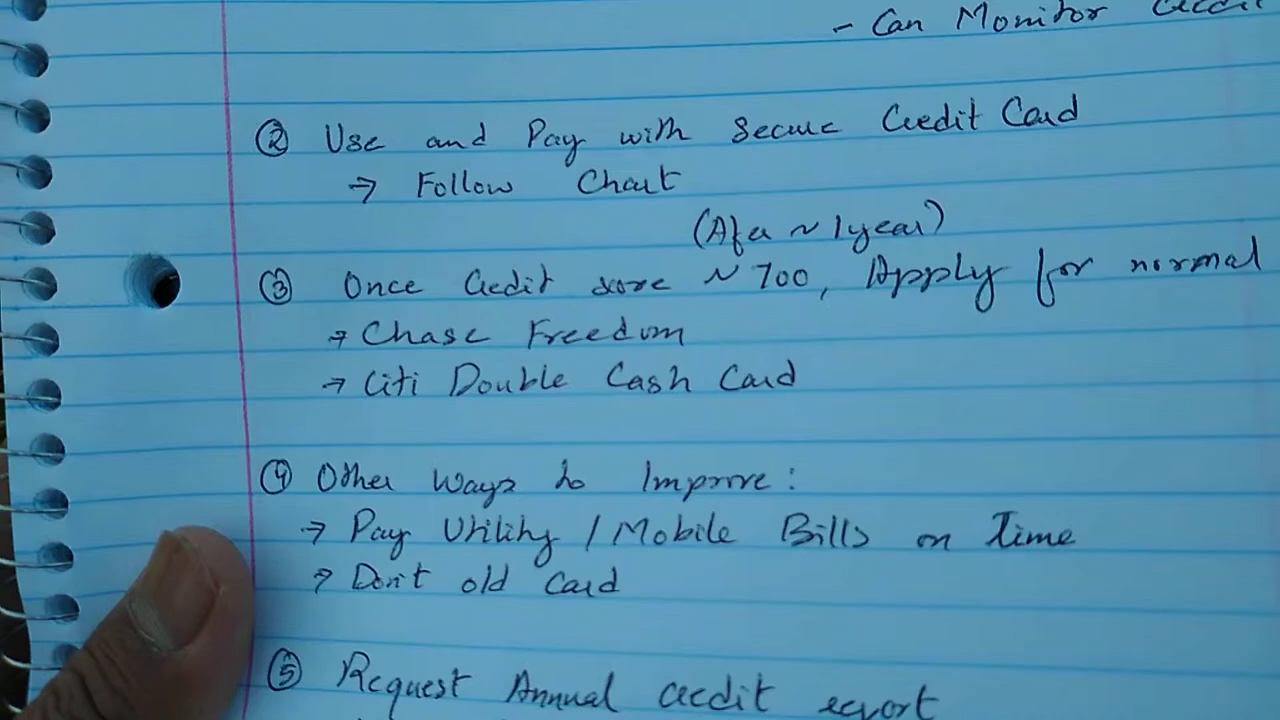 - Can Monitor Credit
② Use and Pay with Secure Credit Card
→ Follow Chart
(After ~ 1 year)
③ Once Credit score ~ 700, Apply for normal
→ Chase Freedom
→ Citi Double Cash Card
④ Other Ways to Improve:
→ Pay Utility / Mobile Bills on Time
→ Don't old Card
⑤ Request Annual credit report